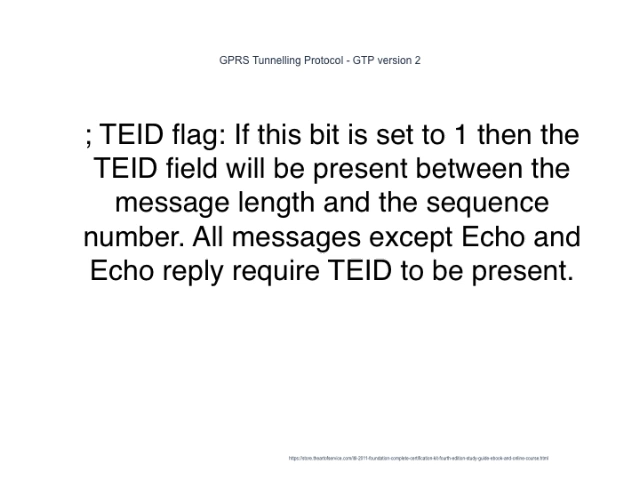 GPRS Tunnelling Protocol - GTP version 2
; TEID flag: If this bit is set to 1 then the
TEID field will be present between the
message length and the sequence
number. All messages except Echo and
Echo reply require TEID to be present.